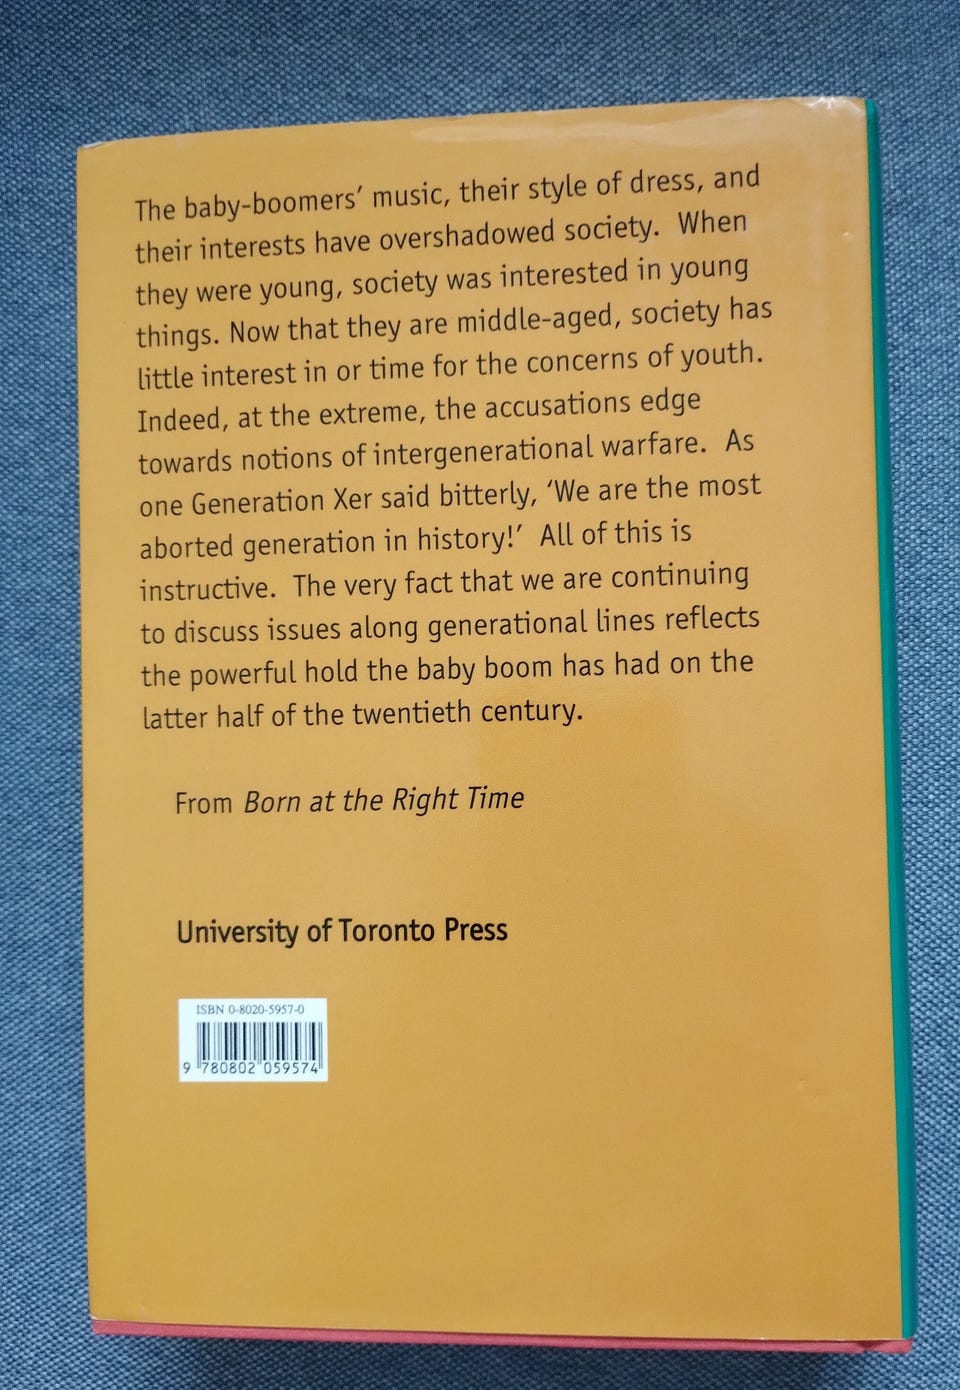 The baby-boomers' music, their style of dress, and
their interests have overshadowed society. When
they were young, society was interested in young
things. Now that they are middle-aged, society has
little interest in or time for the concerns of youth.
Indeed, at the extreme, the accusations edge
towards notions of intergenerational warfare. As
one Generation Xer said bitterly, ‘We are the most
aborted generation in history!’ All of this is
instructive. The very fact that we are continuing
to discuss issues along generational lines reflects
the powerful hold the baby boom has had on the
latter half of the twentieth century.
From Born at the Right Time
University of Toronto Press
ISBN 0-8020-5957-0
9 780802 059574